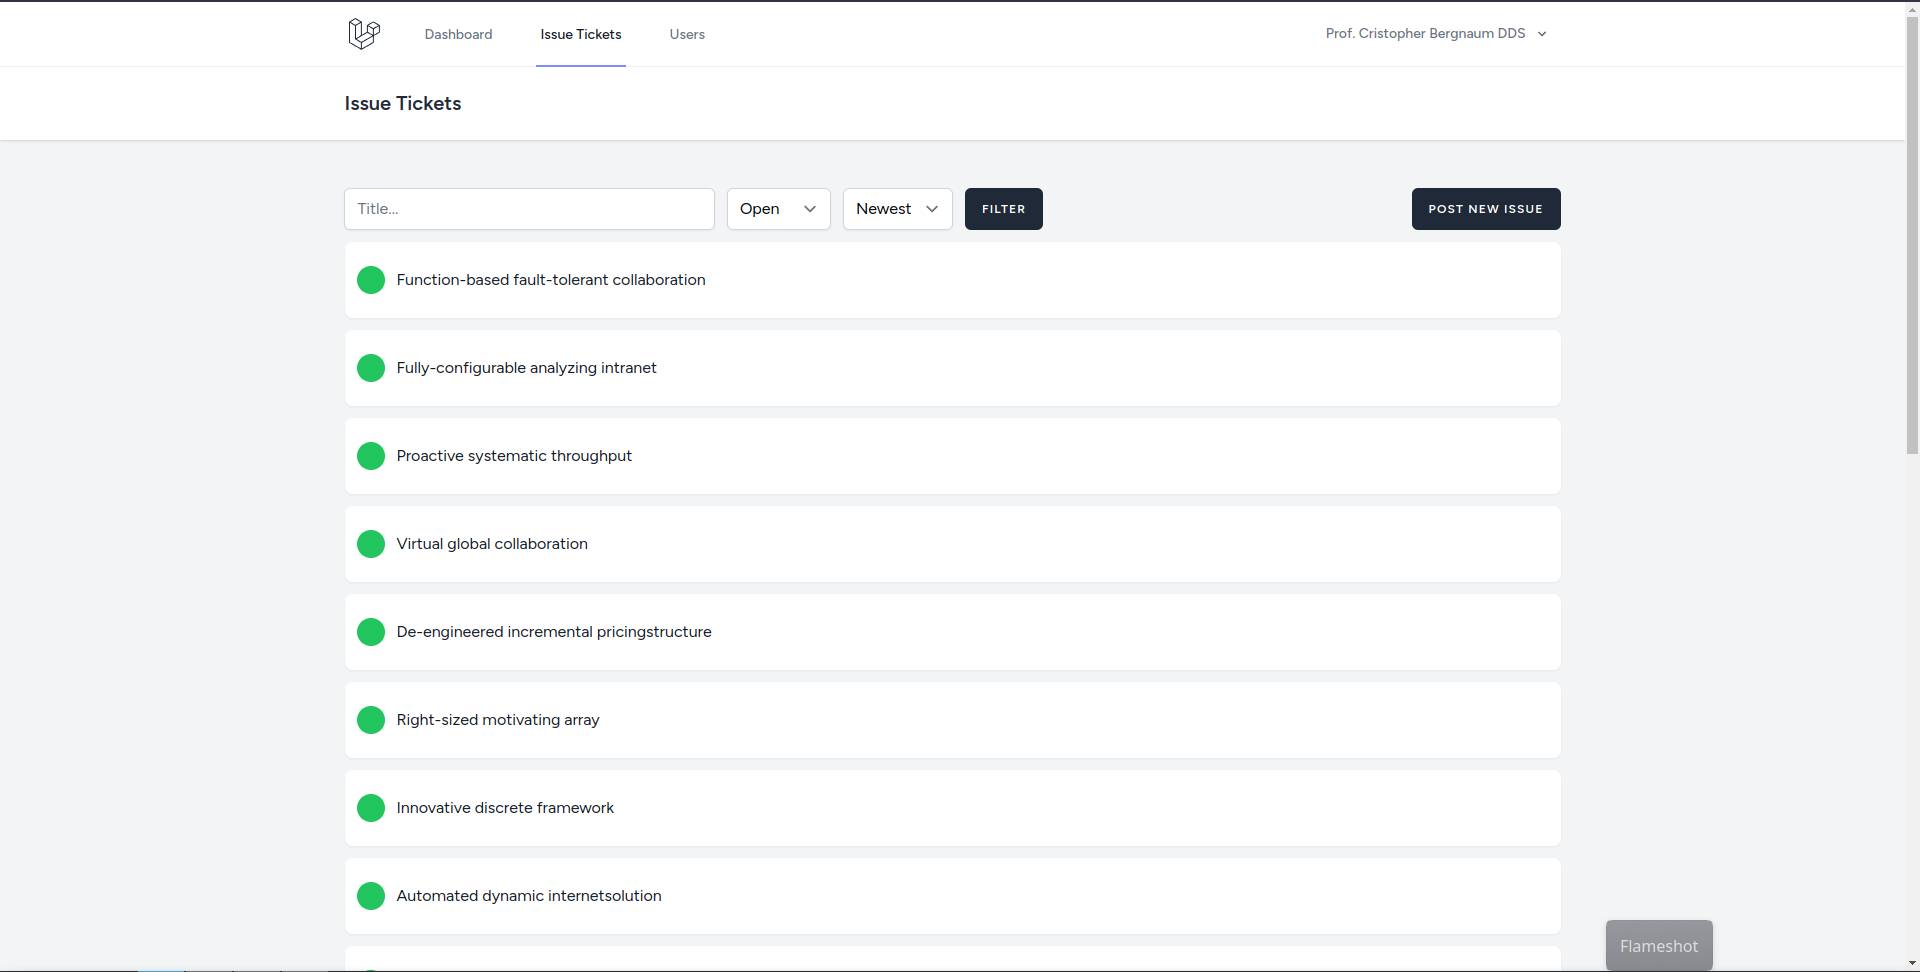 Dashboard Issue Tickets Users Prof. Cristopher Bergnaum DDS
Issue Tickets
Title... Open Newest FILTER POST NEW ISSUE
Function-based fault-tolerant collaboration
Fully-configurable analyzing intranet
Proactive systematic throughput
Virtual global collaboration
De-engineered incremental pricingstructure
Right-sized motivating array
Innovative discrete framework
Automated dynamic internetsolution
Flameshot